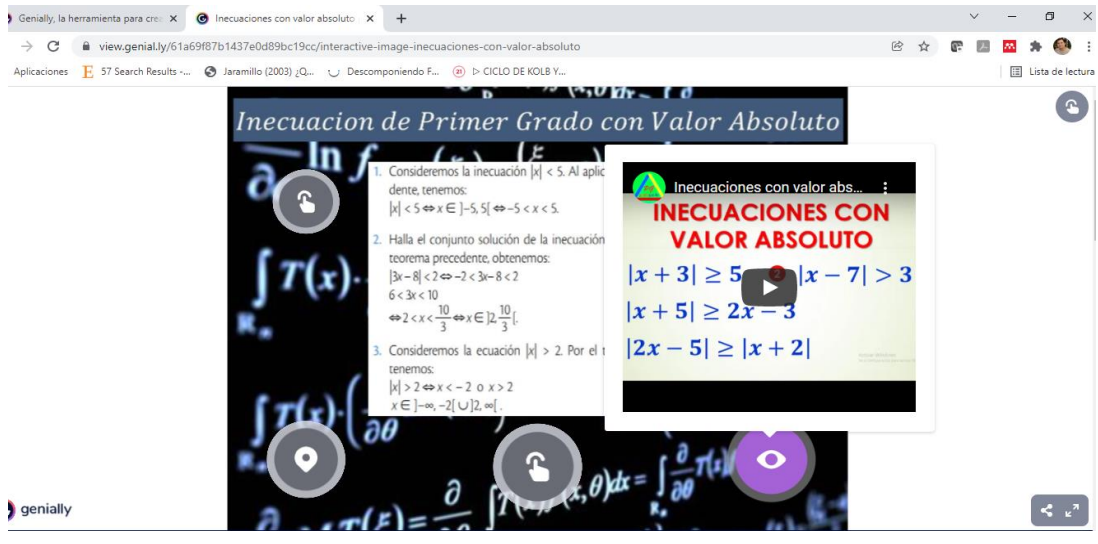 Genially, la herramienta para cre
Inecuaciones con valor absoluto
view.genial.ly/61a69f87b1437e0d89bc19cc/interactive-image-inecuaciones-con-valor-absoluto
Aplicaciones
57 Search Results -...
Jaramillo (2003) ¿Q...
Descomponiendo F...
▷ CICLO DE KOLB Y...
Lista de lectura
Inecuacion de Primer Grado con Valor Absoluto
1. Consideremos la inecuación |x| < 5. Al aplic
dente, tenemos:
|x| < 5 ⇔ x ∈ ]−5, 5[ ⇔ −5 < x < 5.
2. Halla el conjunto solución de la inecuación
teorema precedente, obtenemos:
|3x − 8| < 2 ⇔ −2 < 3x − 8 < 2
6 < 3x < 10
⇔ 2 < x < 10/3 ⇔ x ∈ ]2, 10/3[.
3. Consideremos la ecuación |x| > 2. Por el
tenemos:
|x| > 2 ⇔ x < − 2 o x > 2
x ∈ ]−∞, −2[ ∪ ]2, ∞[ .
Inecuaciones con valor abs...
INECUACIONES CON
VALOR ABSOLUTO
|x + 3| ≥ 5 2 |x − 7| > 3
|x + 5| ≥ 2x − 3
|2x − 5| ≥ |x + 2|
∂ ln f
∫ T(x)·
∫ T(x)·(
∂θ
genially